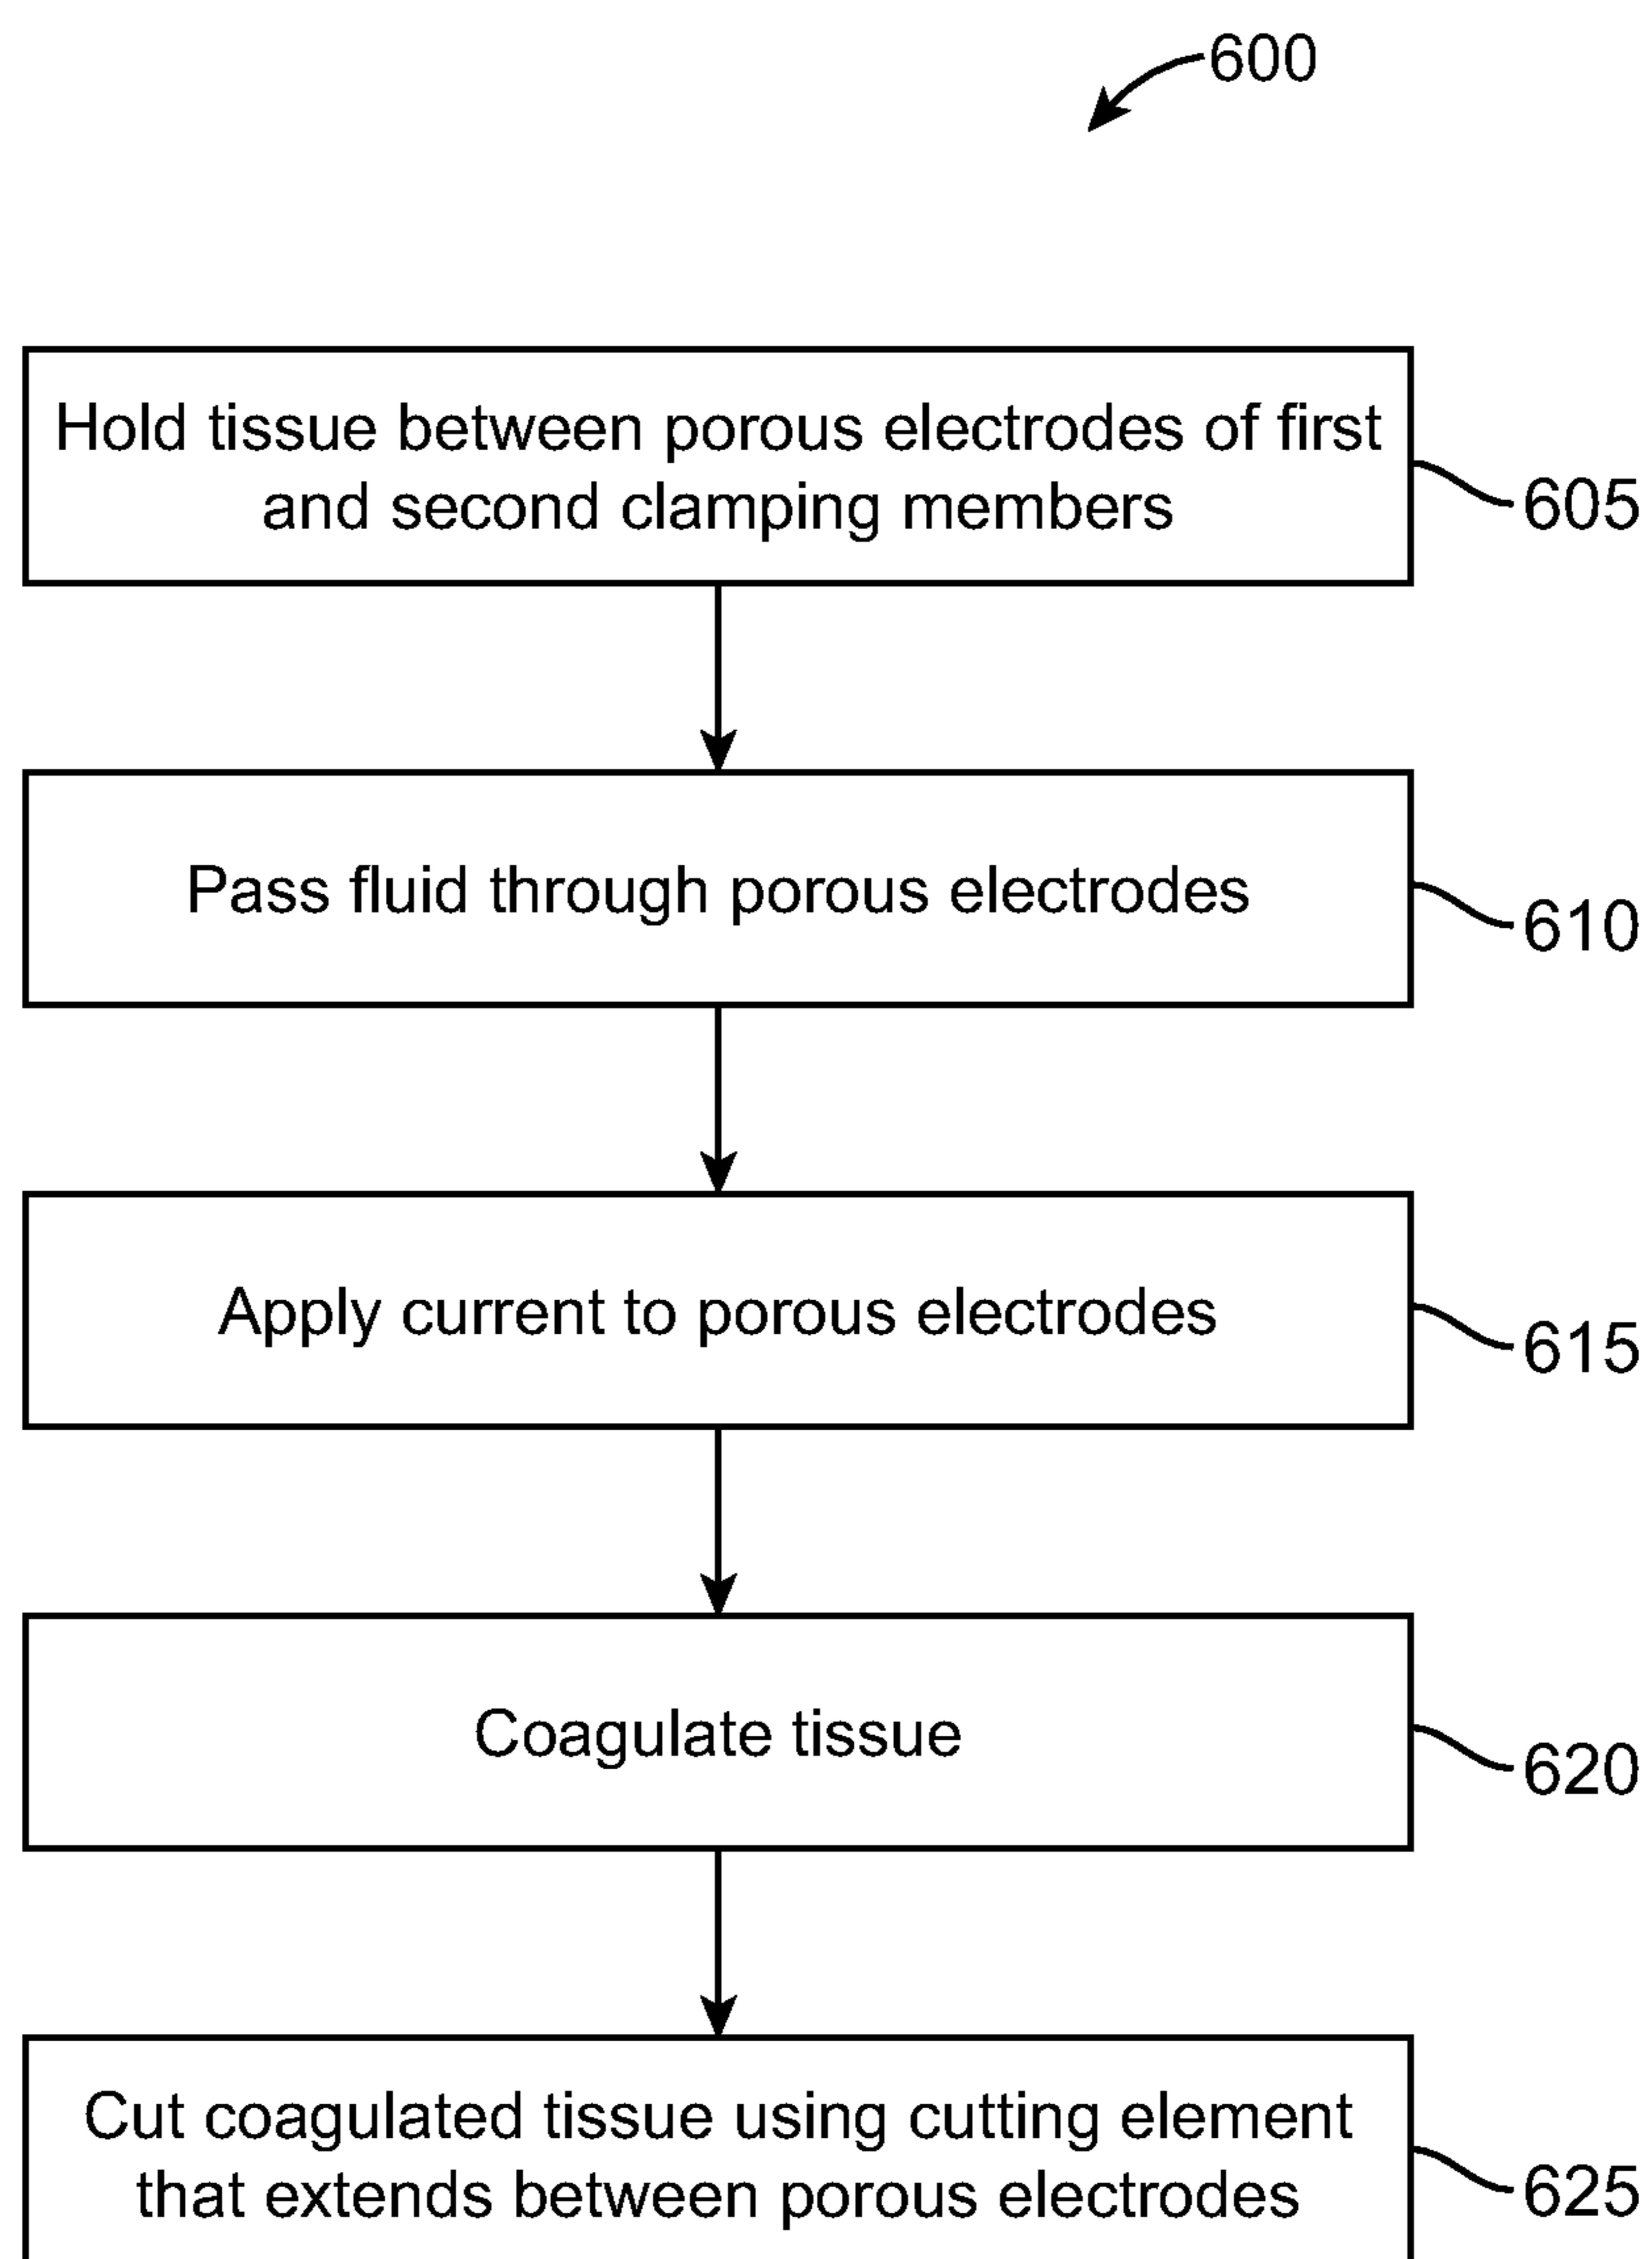 600
Hold tissue between porous electrodes of first
and second clamping members
605
Pass fluid through porous electrodes
610
Apply current to porous electrodes
615
Coagulate tissue
620
Cut coagulated tissue using cutting element
that extends between porous electrodes
625